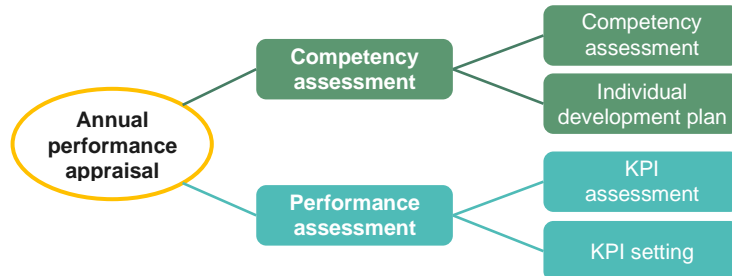 Annual
performance
appraisal
Competency
assessment
Competency
assessment
Individual
development plan
Performance
assessment
KPI
assessment
KPI setting